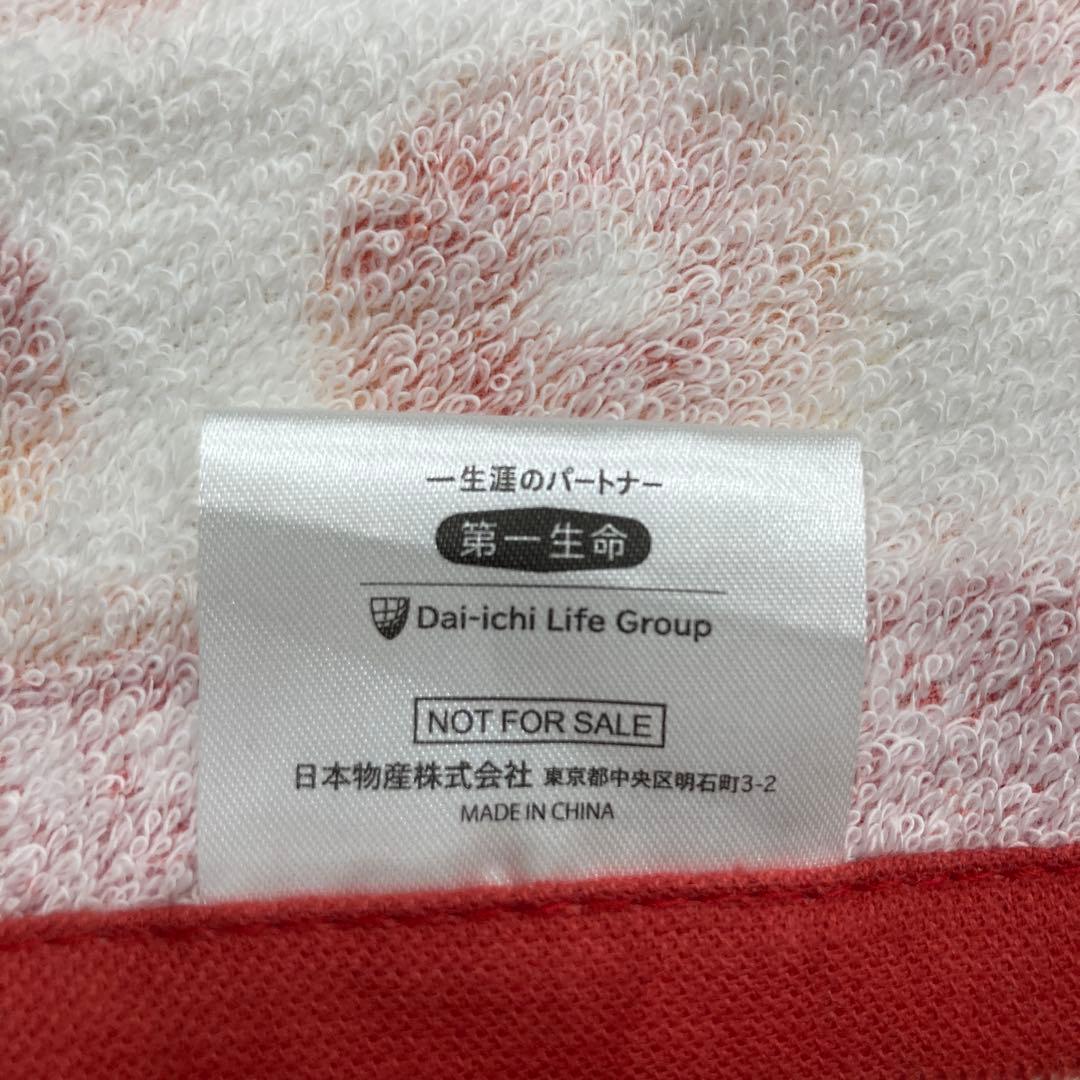 一生涯のパートナー
第一生命
Dai-ichi Life Group
NOT FOR SALE
日本物産株式会社 東京都中央区明石町3-2
MADE IN CHINA